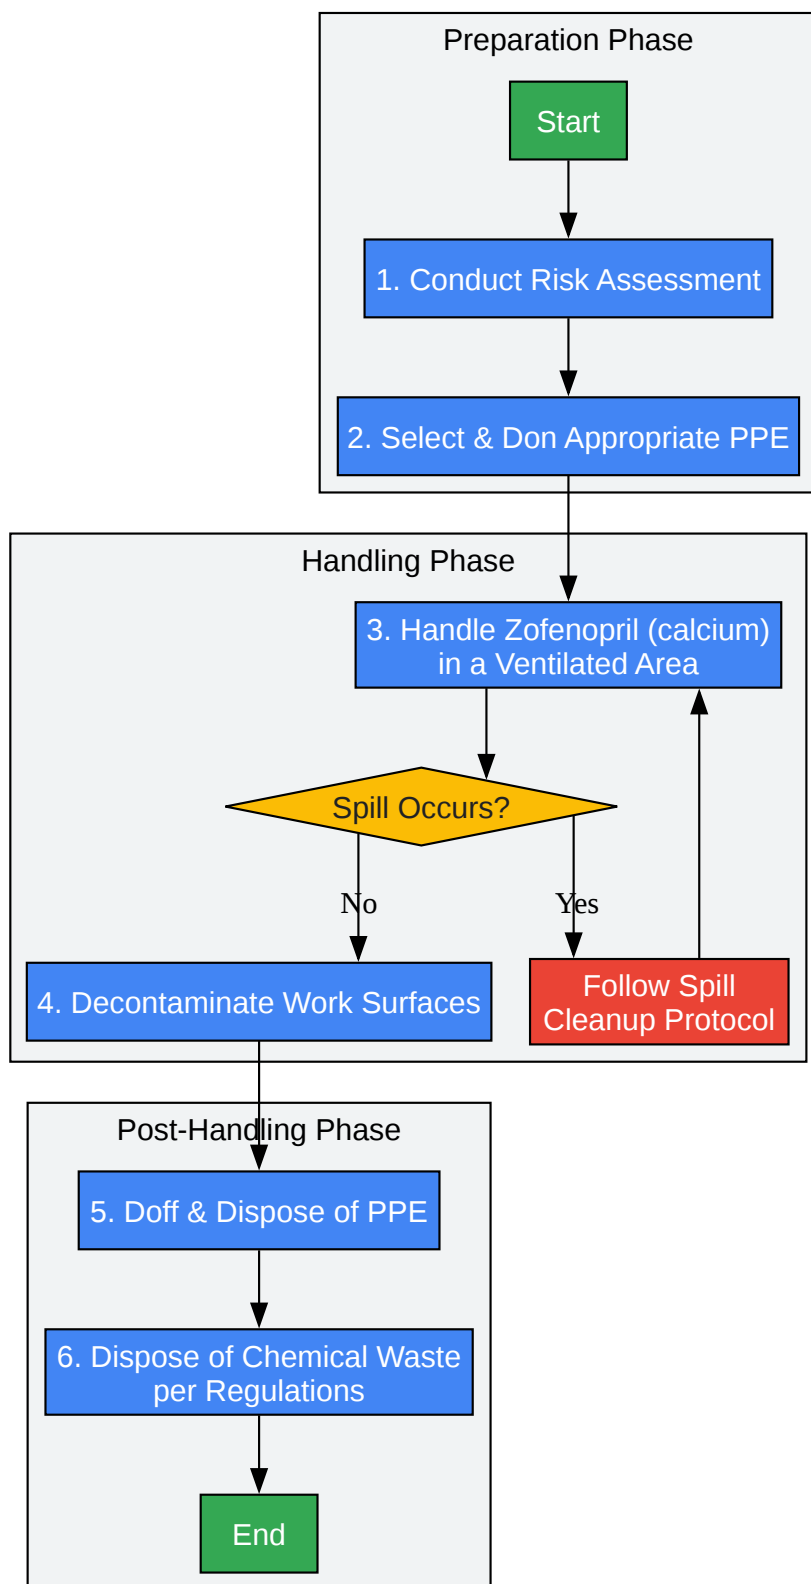 Preparation Phase
Start
1. Conduct Risk Assessment
2. Select & Don Appropriate PPE
Handling Phase
3. Handle Zofenopril (calcium)
in a Ventilated Area
Spill Occurs?
No
Yes
4. Decontaminate Work Surfaces
Follow Spill
Cleanup Protocol
Post-Handling Phase
5. Doff & Dispose of PPE
6. Dispose of Chemical Waste
per Regulations
End